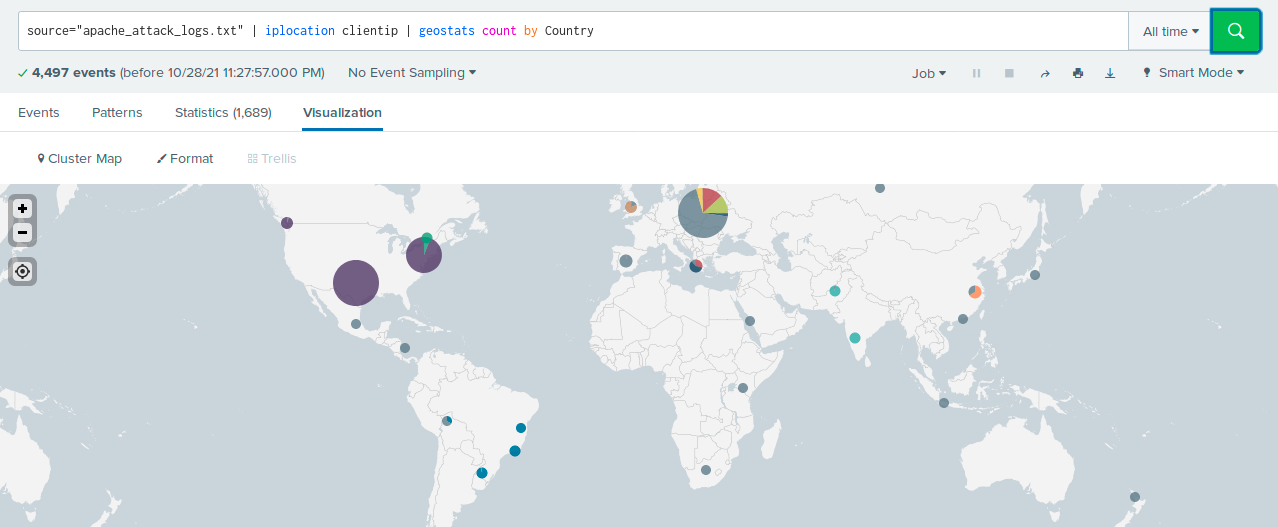 source="apache_attack_logs.txt" | iplocation clientip | geostats count by Country
All time
4,497 events (before 10/28/21 11:27:57.000 PM)
No Event Sampling
Job
Smart Mode
Events
Patterns
Statistics (1,689)
Visualization
Cluster Map
Format
Trellis